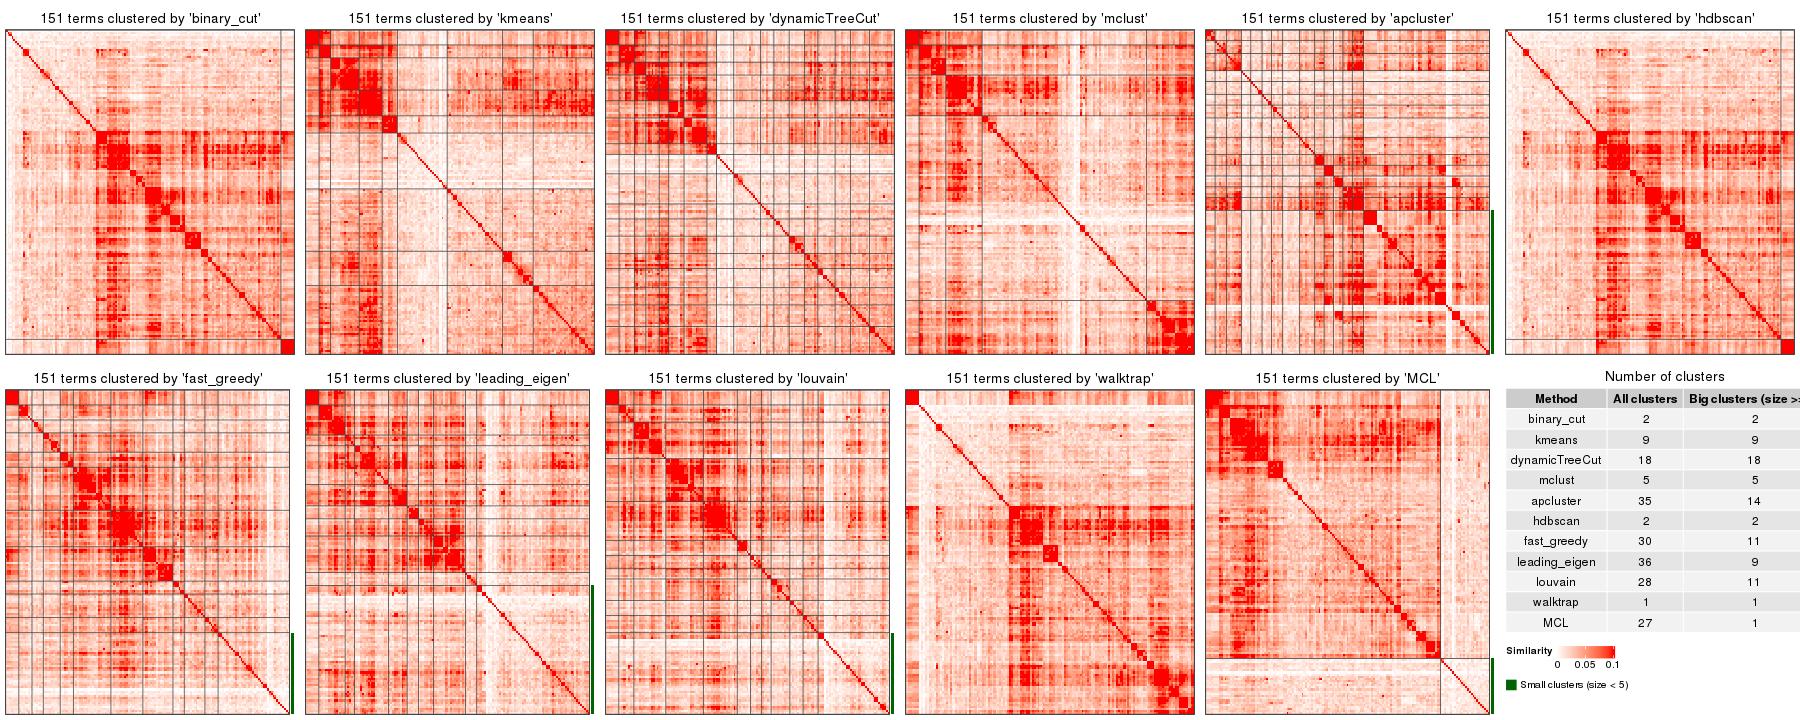 151 terms clustered by 'binary_cut'
151 terms clustered by 'kmeans'
151 terms clustered by 'dynamicTreeCut'
151 terms clustered by 'mclust'
151 terms clustered by 'apcluster'
151 terms clustered by 'hdbscan'
151 terms clustered by 'fast_greedy'
151 terms clustered by 'leading_eigen'
151 terms clustered by 'louvain'
151 terms clustered by 'walktrap'
151 terms clustered by 'MCL'
Number of clusters
Method All clusters Big clusters (size >=
binary_cut 2 2
kmeans 9 9
dynamicTreeCut 18 18
mclust 5 5
apcluster 35 14
hdbscan 2 2
fast_greedy 30 11
leading_eigen 36 9
louvain 28 11
walktrap 1 1
MCL 27 1
Similarity
0 0.05 0.1
Small clusters (size < 5)